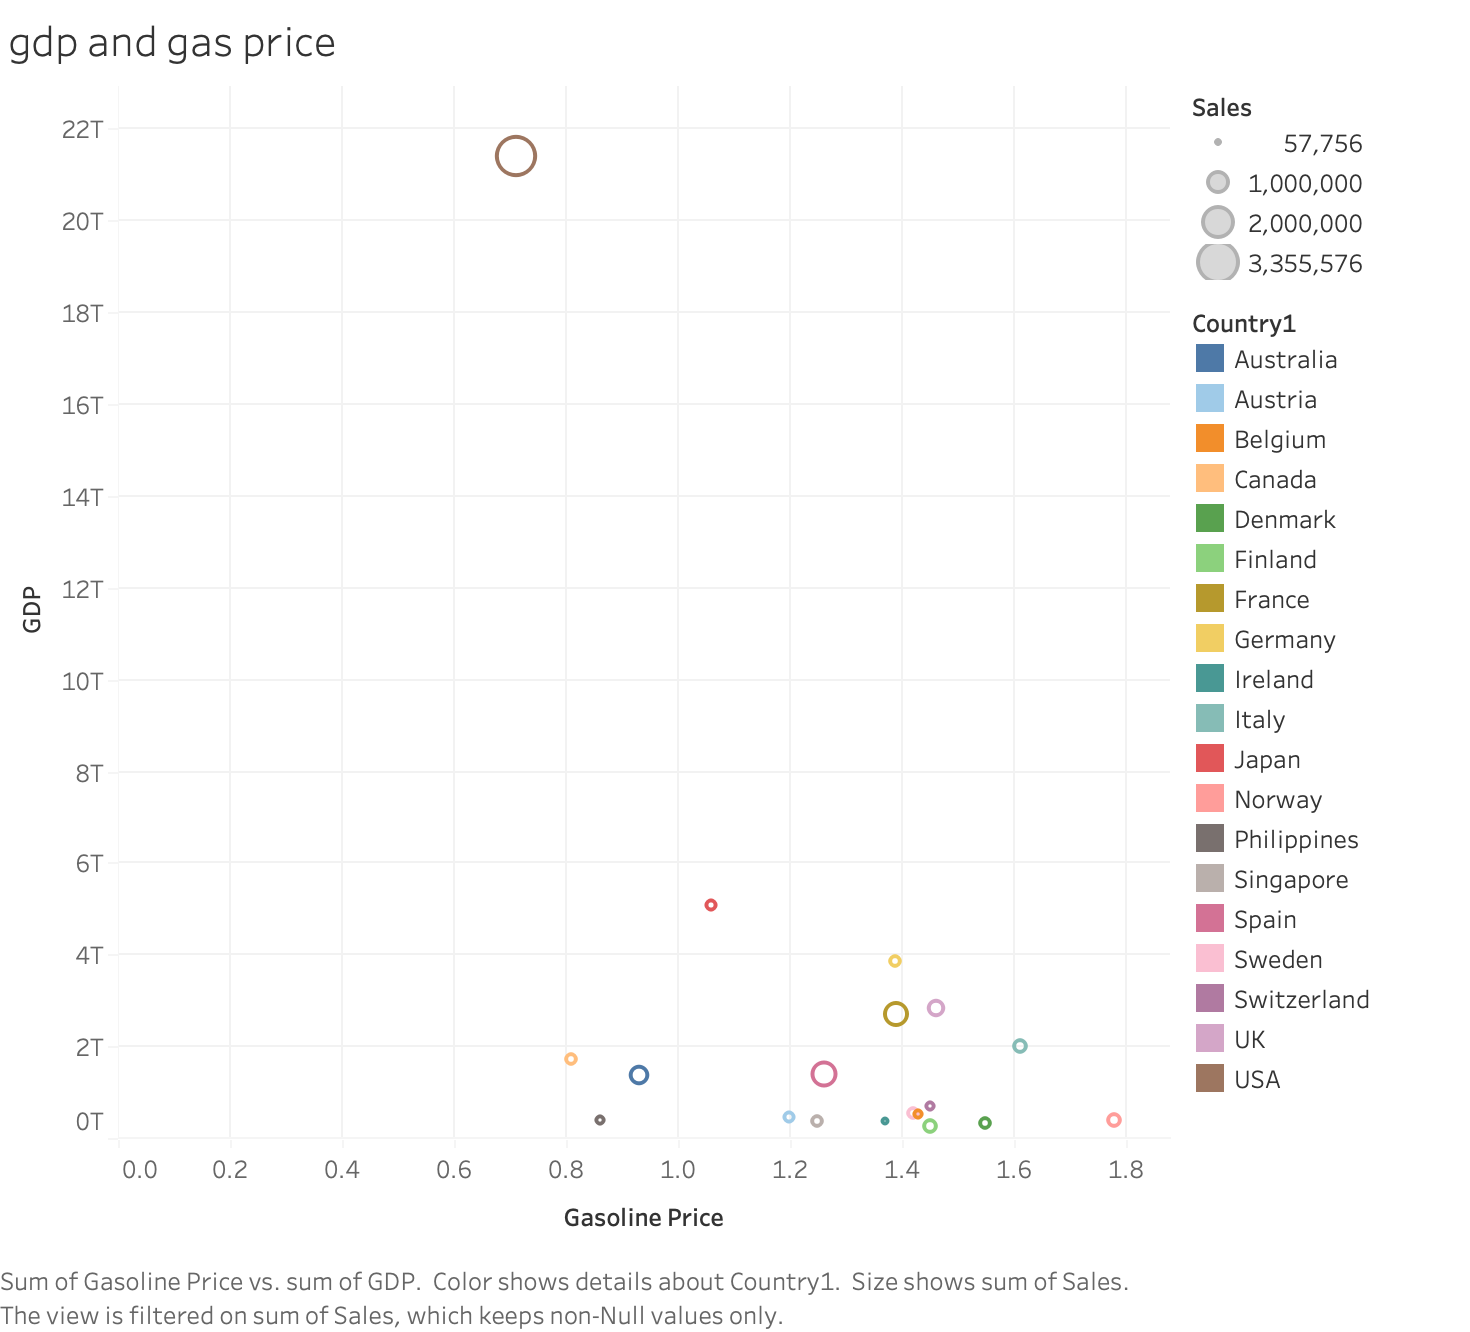 gdp and gas price
22T
20T
18T
16T
14T
12T
10T
8T
6T
4T
2T
0T
GDP
0.0 0.2 0.4 0.6 0.8 1.0 1.2 1.4 1.6 1.8
Gasoline Price
Sales
57,756
1,000,000
2,000,000
3,355,576
Country1
Australia
Austria
Belgium
Canada
Denmark
Finland
France
Germany
Ireland
Italy
Japan
Norway
Philippines
Singapore
Spain
Sweden
Switzerland
UK
USA
Sum of Gasoline Price vs. sum of GDP. Color shows details about Country1. Size shows sum of Sales.
The view is filtered on sum of Sales, which keeps non-Null values only.